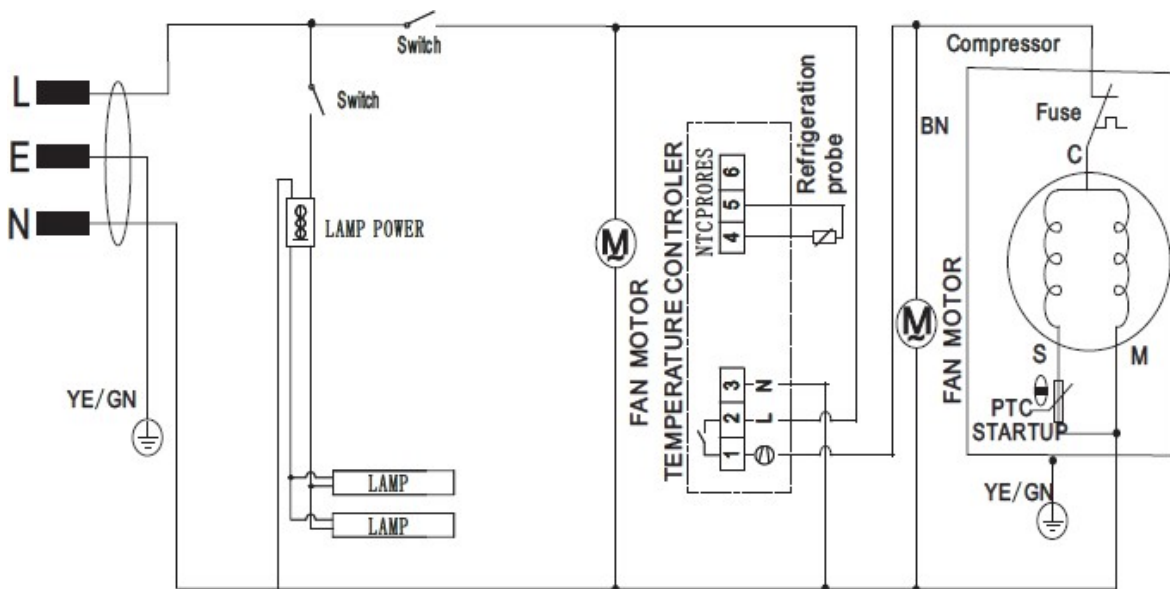 L
E
N
YE/GN
Switch
Switch
LAMP POWER
LAMP
LAMP
M
~
FAN MOTOR
TEMPERATURE CONTROLER
NTCPRORES
6
5
4
3
2
1
N
L
Refrigeration
probe
BN
M
~
FAN MOTOR
Compressor
Fuse
C
S
M
PTC
STARTUP
YE/GN